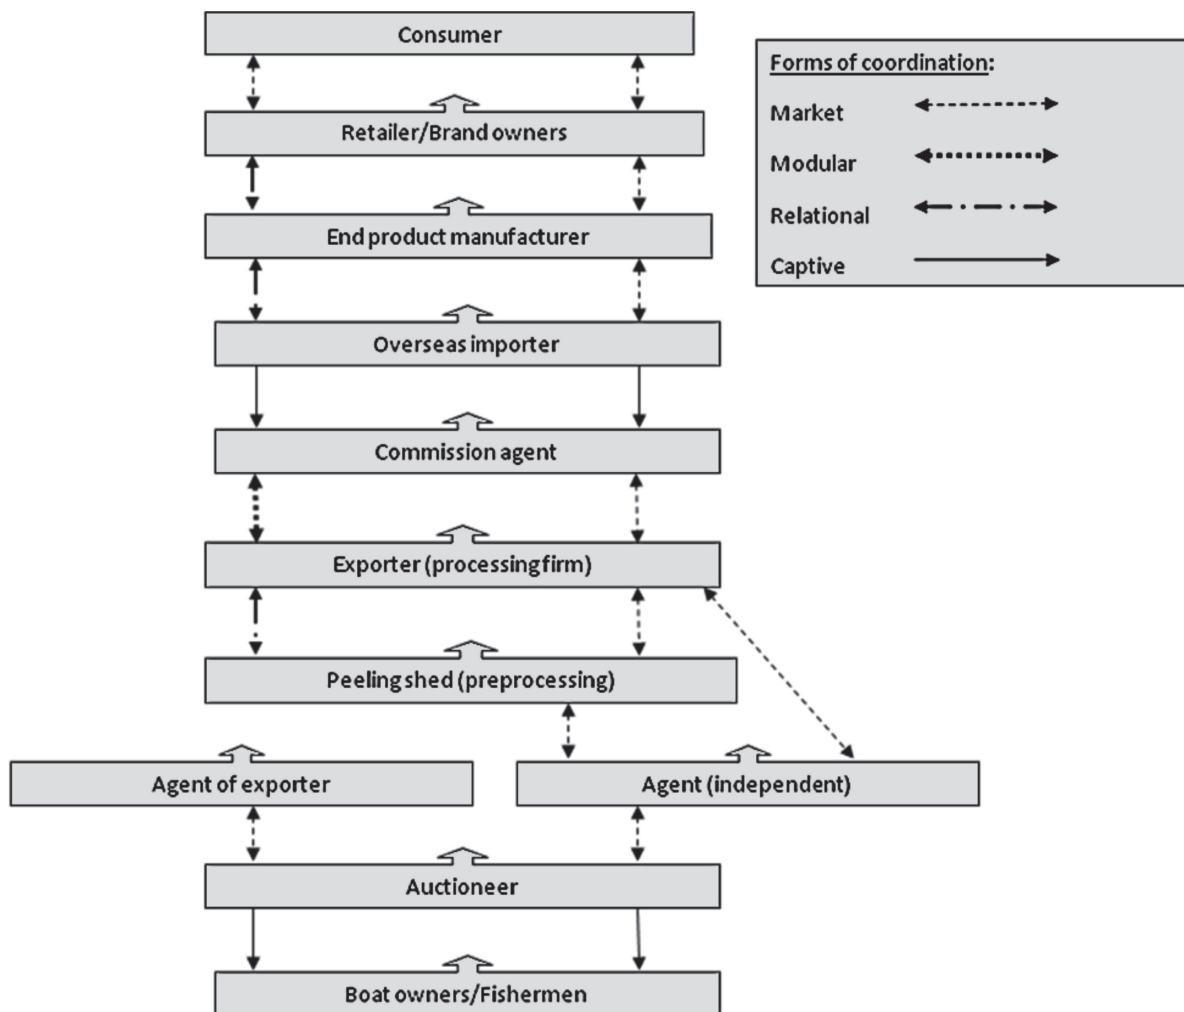 Consumer
Retailer/Brand owners
End product manufacturer
Overseas importer
Commission agent
Exporter (processing firm)
Peeling shed (preprocessing)
Agent of exporter
Agent (independent)
Auctioneer
Boat owners/Fishermen
Forms of coordination:
Market
Modular
Relational
Captive